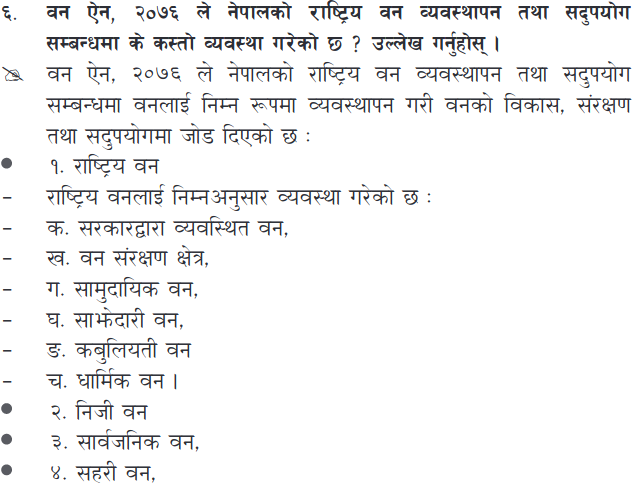 ६. वन ऐन, २०७६ ले नेपालको राष्ट्रिय वन व्यवस्थापन तथा सदुपयोग
सम्बन्धमा के कस्तो व्यवस्था गरेको छ ? उल्लेख गर्नुहोस् ।
वन ऐन, २०७६ ले नेपालको राष्ट्रिय वन व्यवस्थापन तथा सदुपयोग
सम्बन्धमा वनलाई निम्न रूपमा व्यवस्थापन गरी वनको विकास, संरक्षण
तथा सदुपयोगमा जोड दिएको छ :
● १. राष्ट्रिय वन
– राष्ट्रिय वनलाई निम्नअनुसार व्यवस्था गरेको छ :
– क. सरकारद्वारा व्यवस्थित वन,
– ख. वन संरक्षण क्षेत्र,
– ग. सामुदायिक वन,
– घ. साझेदारी वन,
– ङ. कबुलियती वन
– च. धार्मिक वन ।
● २. निजी वन
● ३. सार्वजनिक वन,
● ४. सहरी वन,